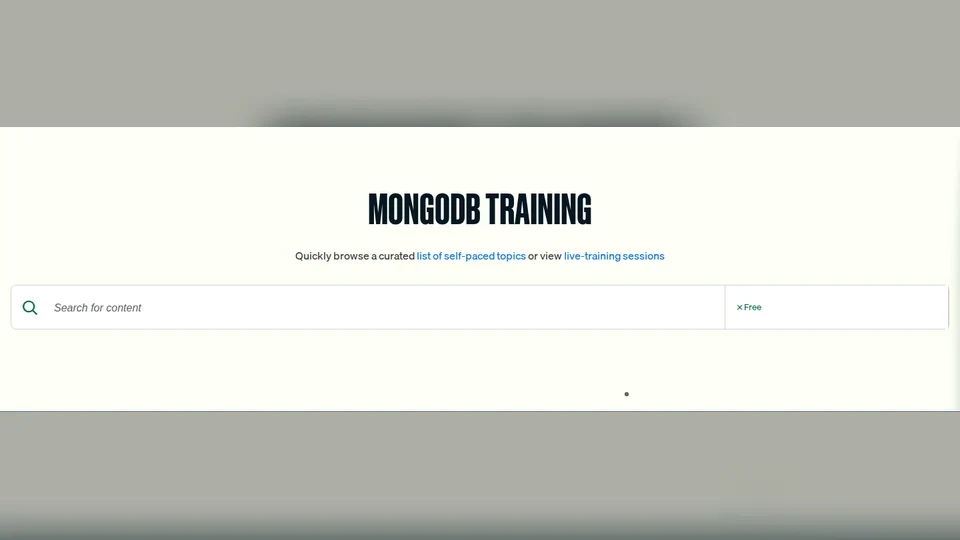 MONGODB TRAINING
Quickly browse a curated list of self-paced topics or view live-training sessions
Search for content
×Free